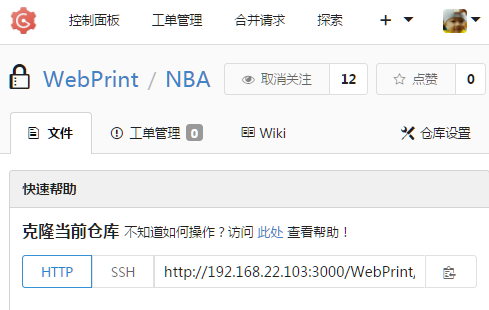 控制面板 工单管理 合并请求 探索
WebPrint / NBA 取消关注 12 点赞 0
文件 工单管理 0 Wiki 仓库设置
快速帮助
克隆当前仓库 不知道如何操作？访问 此处 查看帮助！
HTTP SSH http://192.168.22.103:3000/WebPrint/